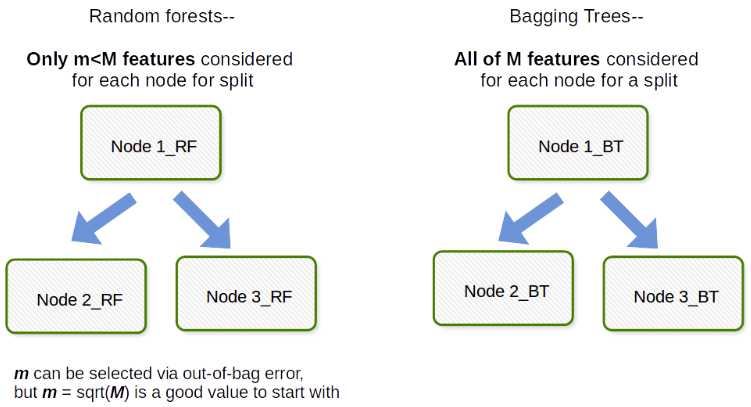 Random forests--
Only m<M features considered
for each node for split
Node 1_RF
Node 2_RF
Node 3_RF
m can be selected via out-of-bag error,
but m = sqrt(M) is a good value to start with
Bagging Trees--
All of M features considered
for each node for a split
Node 1_BT
Node 2_BT
Node 3_BT